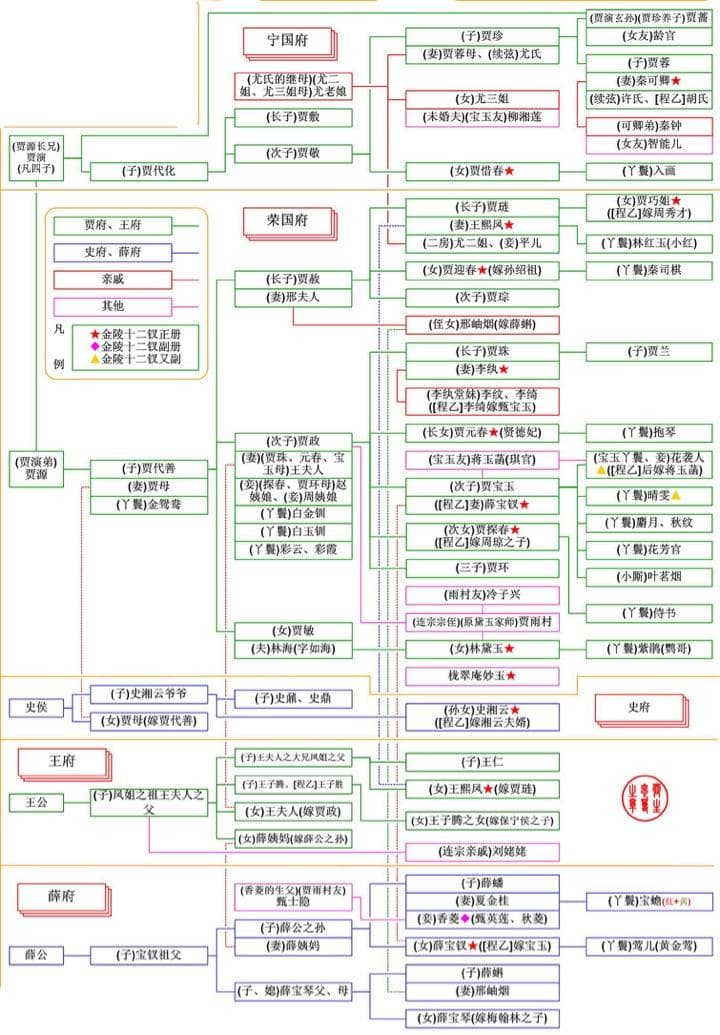 宁国府
(贾演玄孙)(贾珍养子)贾蔷
(女友)龄官
(子)贾珍
(妻)贾蓉母、(续弦)尤氏
(子)贾蓉
(妻)秦可卿★
(续弦)许氏、[程乙]胡氏
(尤氏的继母)(尤二
姐、尤三姐母)尤老娘
(女)尤三姐
(未婚夫)(宝玉友)柳湘莲
(长子)贾敷
(可卿弟)秦钟
(女友)智能儿
(贾源长兄)
贾演
(凡四子)
(次子)贾敬
(子)贾代化
(女)贾惜春★
(丫鬟)入画
荣国府
(长子)贾琏
(妻)王熙凤★
(二房)尤二姐、(妾)平儿
(女)贾巧姐★
([程乙]嫁周秀才)
(丫鬟)林红玉(小红)
贾府、王府
史府、薛府
亲戚
其他
凡
例
★金陵十二钗正册
◆金陵十二钗副册
▲金陵十二钗又副
(长子)贾赦
(妻)邢夫人
(女)贾迎春★(嫁孙绍祖)
(丫鬟)秦司棋
(次子)贾琮
(侄女)邢岫烟(嫁薛蝌)
(长子)贾珠
(妻)李纨★
(子)贾兰
(李纨堂妹)李纹、李绮
([程乙]李绮嫁甄宝玉)
(长女)贾元春★(贤德妃)
(丫鬟)抱琴
(贾演弟)
贾源
(子)贾代善
(妻)贾母
(丫鬟)金鸳鸯
(次子)贾政
(妻)(贾珠、元春、宝
玉母)王夫人
(妾)(探春、贾环母)赵
姨娘、(妾)周姨娘
(丫鬟)白金钏
(丫鬟)白玉钏
(丫鬟)彩云、彩霞
(宝玉友)蒋玉菡(琪官)
(次子)贾宝玉
([程乙]妻)薛宝钗★
(宝玉丫鬟、妾)花袭人
▲([程乙]后嫁蒋玉菡)
(丫鬟)晴雯▲
(丫鬟)麝月、秋纹
(次女)贾探春★
([程乙]嫁周琼之子)
(丫鬟)花芳官
(三子)贾环
(小厮)叶茗烟
(雨村友)冷子兴
(丫鬟)侍书
(连宗宗侄)(原黛玉家师)贾雨村
(女)贾敏
(夫)林海(字如海)
(女)林黛玉★
(丫鬟)紫鹃(鹦哥)
栊翠庵妙玉★
史侯
(子)史湘云爷爷
(女)贾母(嫁贾代善)
(子)史鼐、史鼎
(孙女)史湘云★
([程乙]嫁湘云夫婿)
史府
王府
王公
(子)凤姐之祖王夫人之
父
(子)王夫人之大兄凤姐之父
(子)王子腾、[程乙]王子胜
(女)王夫人(嫁贾政)
(女)薛姨妈(嫁薛公之孙)
(子)王仁
(女)王熙凤★(嫁贾琏)
(女)王子腾之女(嫁保宁侯之子)
(连宗亲戚)刘姥姥
薛府
(香菱的生父)(贾雨村友)
甄士隐
(子)薛蟠
(妻)夏金桂
(妾)香菱◆(甄英莲、秋菱)
(丫鬟)宝蟾(红+黄)
薛公
(子)宝钗祖父
(子)薛公之孙
(妻)薛姨妈
(女)薛宝钗★([程乙]嫁宝玉)
(丫鬟)莺儿(黄金莺)
(子、媳)薛宝琴父、母
(子)薛蝌
(妻)邢岫烟
(女)薛宝琴(嫁梅翰林之子)